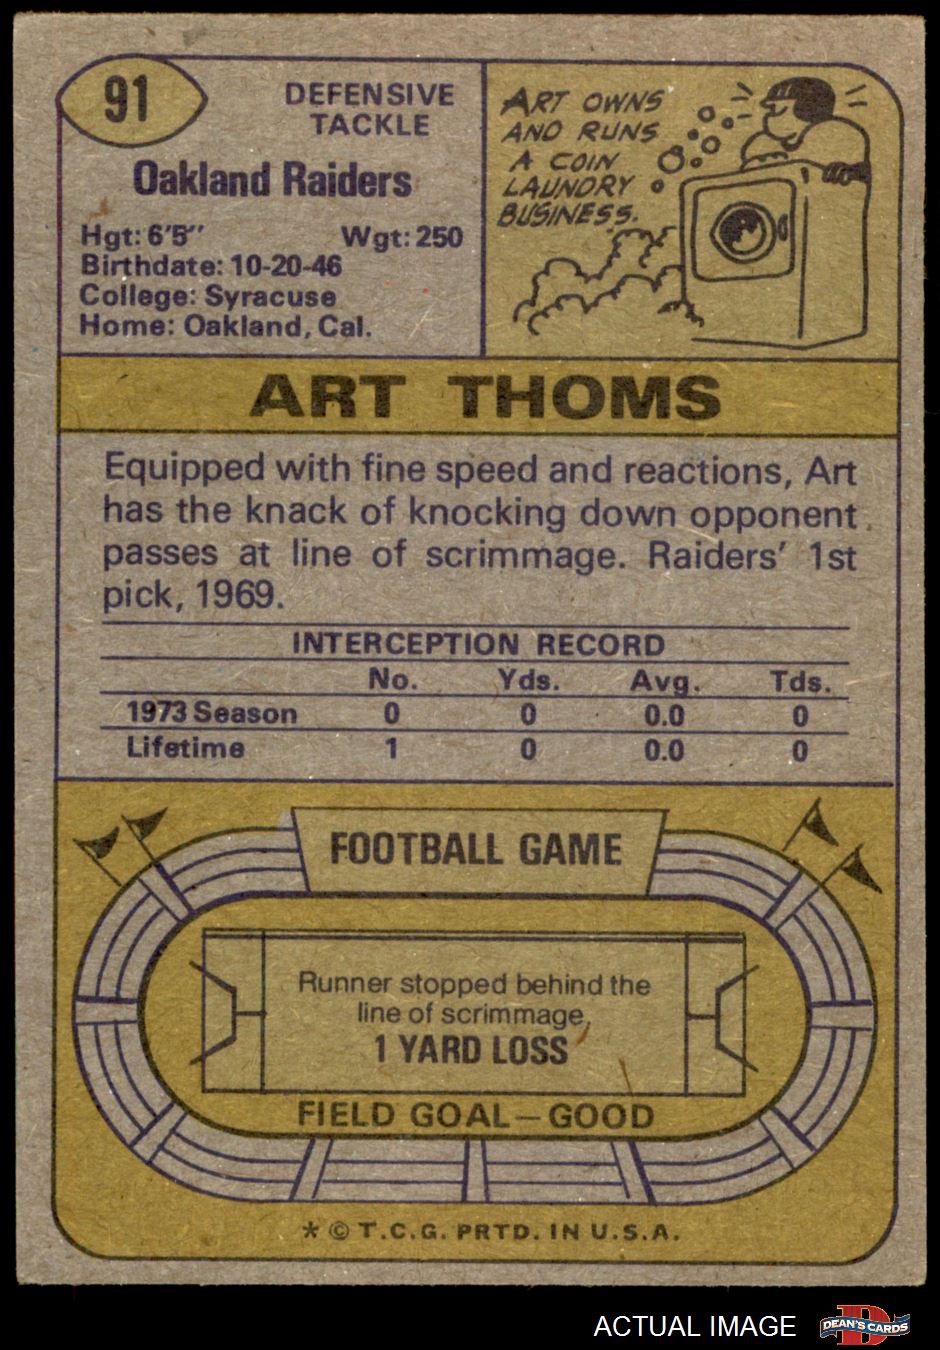 91
DEFENSIVE
TACKLE
Oakland Raiders
Hgt: 6'5" Wgt: 250
Birthdate: 10-20-46
College: Syracuse
Home: Oakland, Cal.
ART OWNS
AND RUNS
A COIN
LAUNDRY
BUSINESS.
ART THOMS
Equipped with fine speed and reactions, Art
has the knack of knocking down opponent
passes at line of scrimmage. Raiders' 1st
pick, 1969.
INTERCEPTION RECORD
No. Yds. Avg. Tds.
1973 Season 0 0 0.0 0
Lifetime 1 0 0.0 0
FOOTBALL GAME
Runner stopped behind the
line of scrimmage,
1 YARD LOSS
FIELD GOAL—GOOD
* © T.C.G. PRTD. IN U.S.A.
ACTUAL IMAGE
D
DEAN'S CARDS